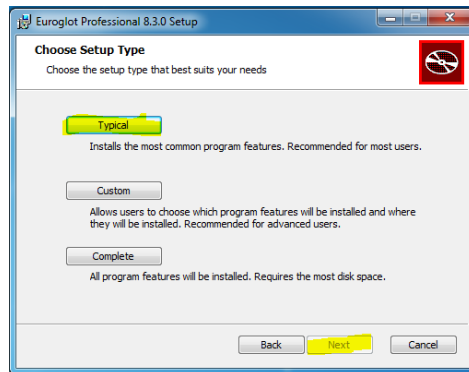 Euroglot Professional 8.3.0 Setup
Choose Setup Type
Choose the setup type that best suits your needs
Typical
Installs the most common program features. Recommended for most users.
Custom
Allows users to choose which program features will be installed and where
they will be installed. Recommended for advanced users.
Complete
All program features will be installed. Requires the most disk space.
Back Next Cancel